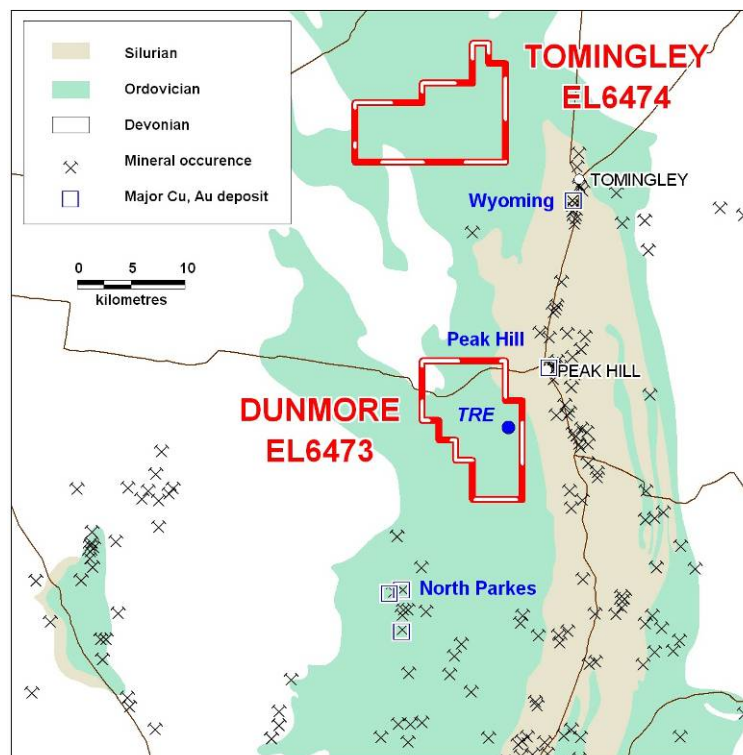 Silurian
Ordovician
Devonian
Mineral occurence
Major Cu, Au deposit
0 5 10
kilometres
TOMINGLEY
EL6474
TOMINGLEY
Wyoming
Peak Hill
PEAK HILL
DUNMORE
EL6473
TRE
North Parkes